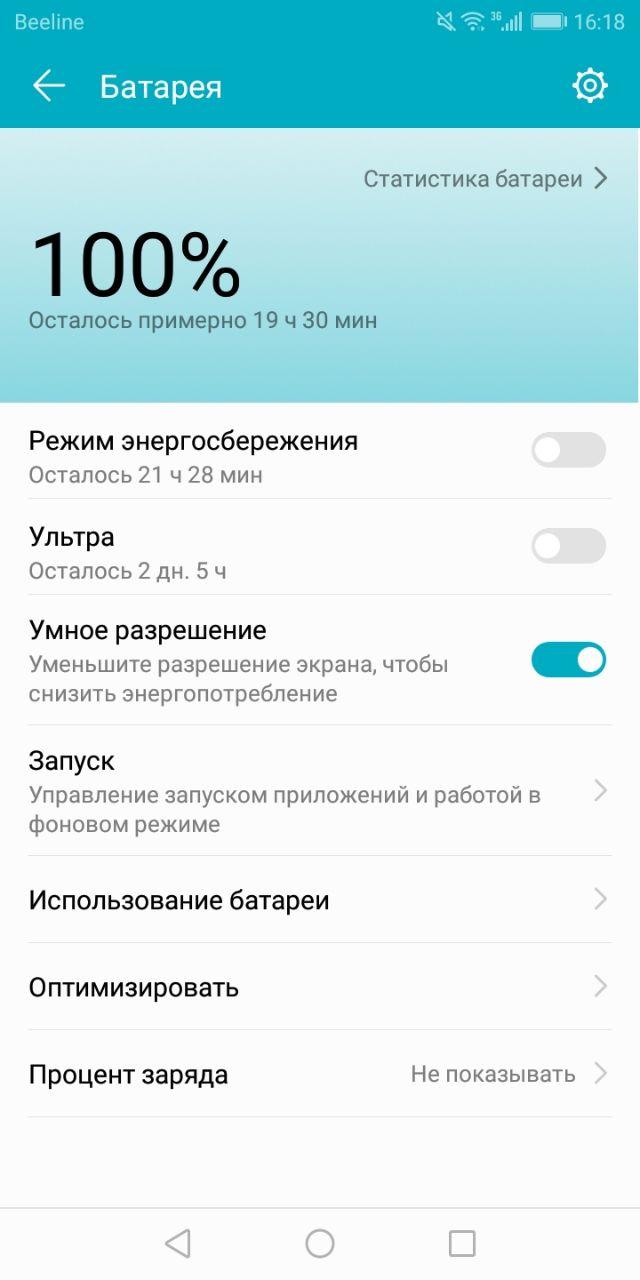 Beeline
3G
16:18
Батарея
Статистика батареи
100%
Осталось примерно 19 ч 30 мин
Режим энергосбережения
Осталось 21 ч 28 мин
Ультра
Осталось 2 дн. 5 ч
Умное разрешение
Уменьшите разрешение экрана, чтобы
снизить энергопотребление
Запуск
Управление запуском приложений и работой в
фоновом режиме
Использование батареи
Оптимизировать
Процент заряда
Не показывать